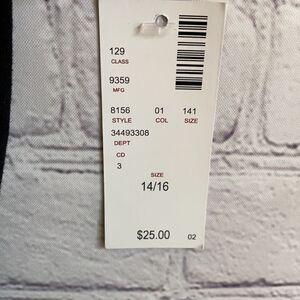 129
CLASS
9359
MFG
8156 01 141
STYLE COL SIZE
34493308
DEPT
CD
3
SIZE
14/16
$25.00 02